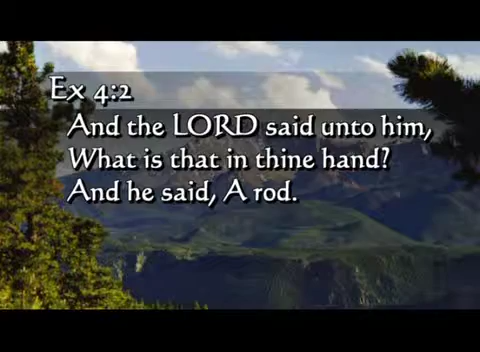 Ex 4:2
And the LORD said unto him,
What is that in thine hand?
And he said, A rod.